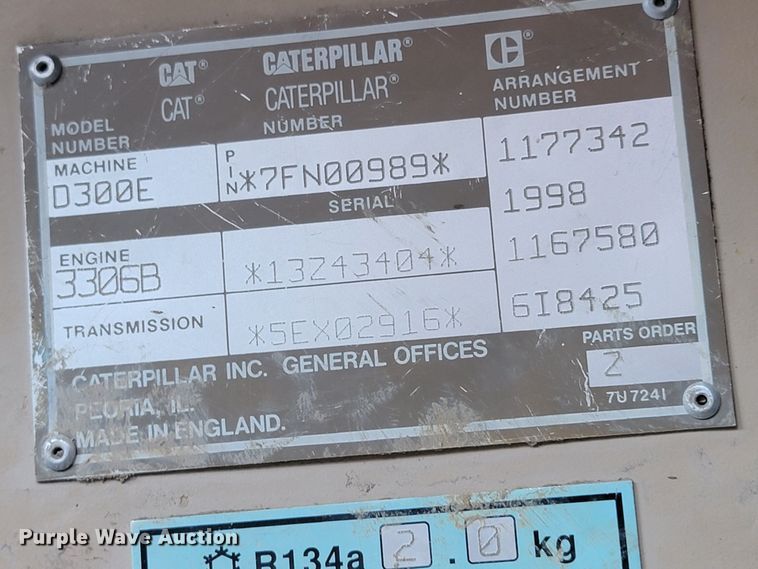 CAT® CATERPILLAR®
CAT® CATERPILLAR®
MODEL NUMBER
NUMBER
ARRANGEMENT NUMBER
MACHINE
D300E
PIN *7FN00989*
1177342
SERIAL
1998
ENGINE
3306B
*13Z43404*
1167580
TRANSMISSION
*5EX02916*
6I8425
CATERPILLAR INC. GENERAL OFFICES
PEORIA, IL.
MADE IN ENGLAND.
PARTS ORDER
2
7U7241
Purple Wave Auction
R134a 2.0 kg